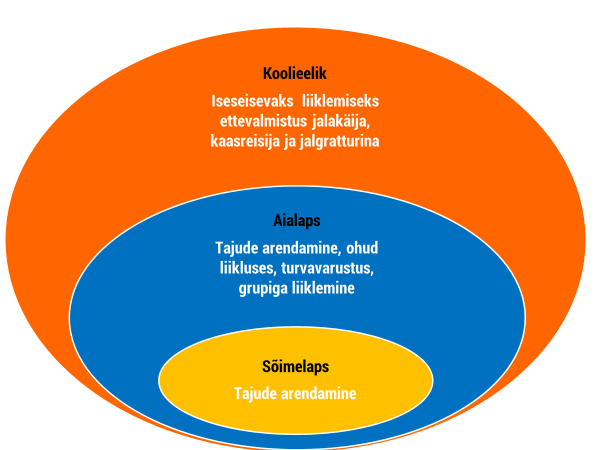 Koolieelik
Iseseisevaks liiklemiseks
ettevalmistus jalakäija,
kaasreisija ja jalgratturina
Aialaps
Tajude arendamine, ohud
liikluses, turvavarustus,
grupiga liiklemine
Sõimelaps
Tajude arendamine